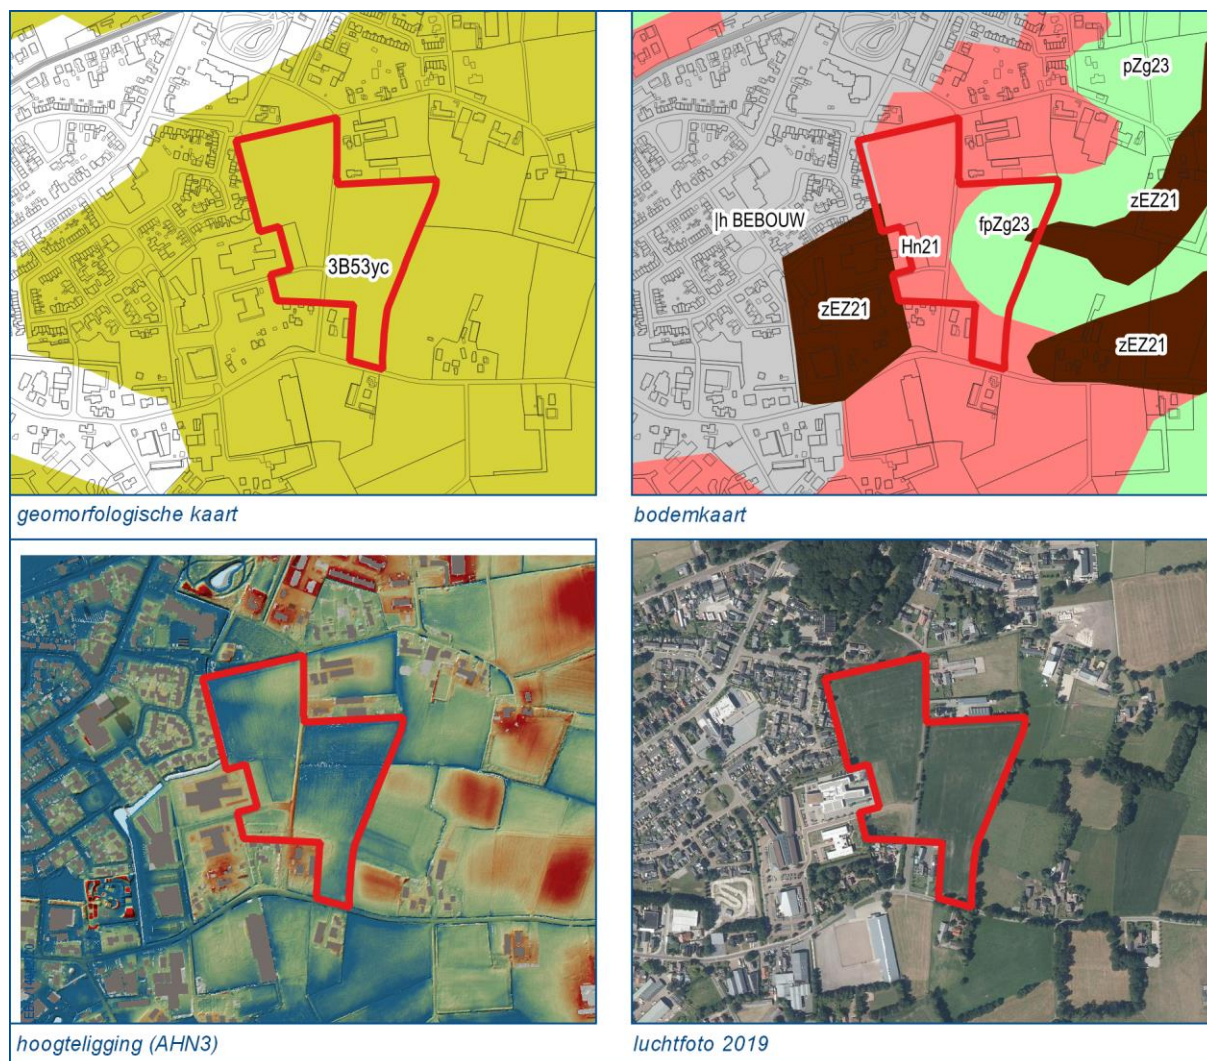 3B53yc
geomorfologische kaart
pZg23
zEZ21
|h BEBOUW
fpZg23
Hn21
zEZ21
zEZ21
bodemkaart
hoogteligging (AHN3)
luchtfoto 2019